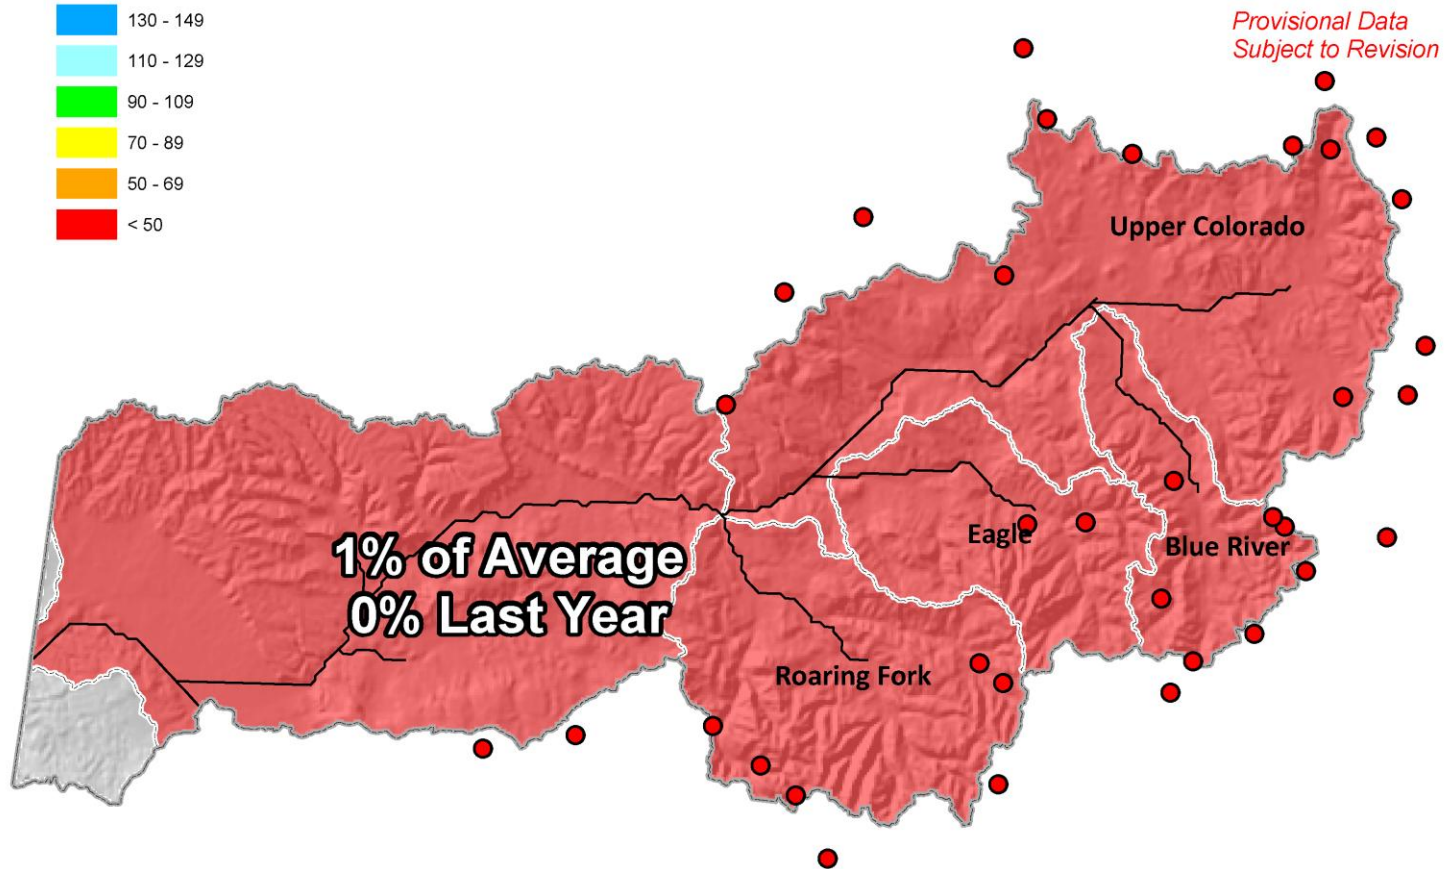 130 - 149
110 - 129
90 - 109
70 - 89
50 - 69
< 50
Provisional Data
Subject to Revision
Upper Colorado
Eagle
Blue River
1% of Average
0% Last Year
Roaring Fork